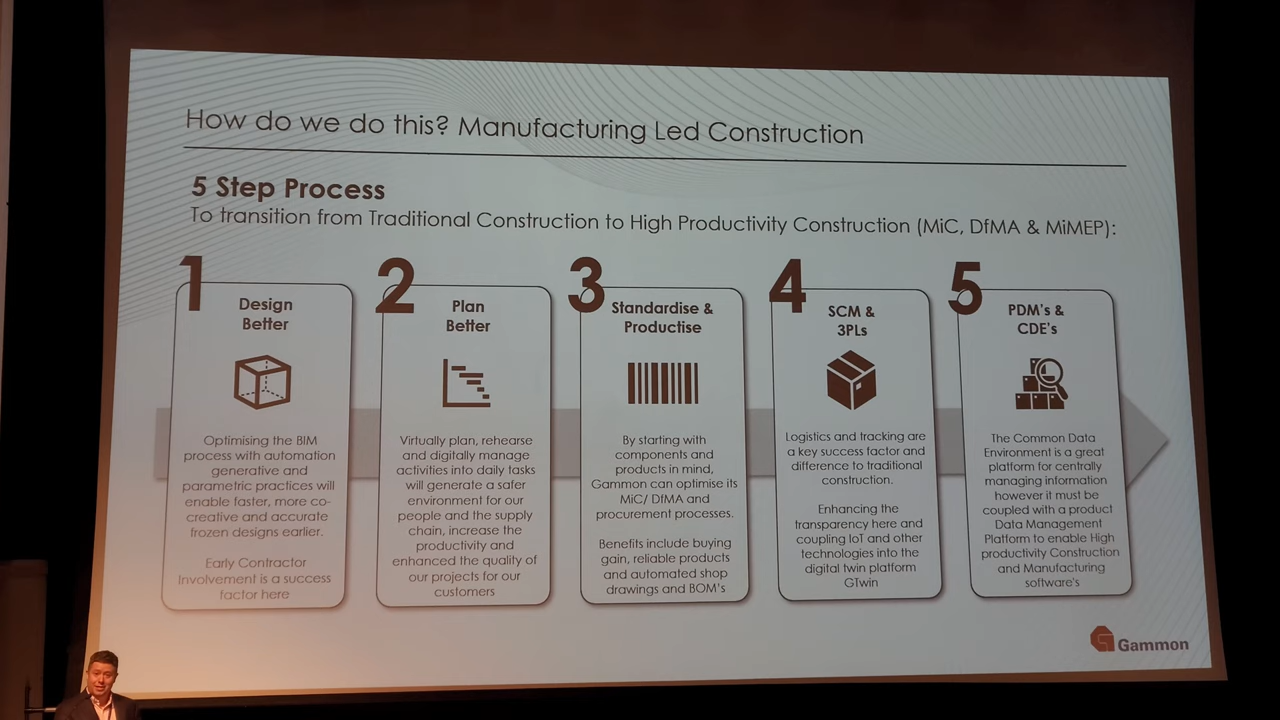 How do we do this? Manufacturing Led Construction
5 Step Process
To transition from Traditional Construction to High Productivity Construction (MiC, DfMA & MiMEP):
1
Design
Better
Optimising the BIM
process with automation
generative and
parametric practices will
enable faster, more co-
creative and accurate
frozen designs earlier.
Early Contractor
Involvement is a success
factor here
2
Plan
Better
Virtually plan, rehearse
and digitally manage
activities into daily tasks
will generate a safer
environment for our
people and the supply
chain, increase the
productivity and
enhanced the quality of
our projects for our
customers
3
Standardise &
Productise
By starting with
components and
products in mind,
Gammon can optimise its
MiC/ DfMA and
procurement processes.
Benefits include buying
gain, reliable products
and automated shop
drawings and BOM's
4
SCM &
3PLs
Logistics and tracking are
a key success factor and
difference to traditional
construction.
Enhancing the
transparency here and
coupling IoT and other
technologies into the
digital twin platform
GTwin
5
PDM's &
CDE's
The Common Data
Environment is a great
platform for centrally
managing information
however it must be
coupled with a product
Data Management
Platform to enable High
productivity Construction
and Manufacturing
software's
Gammon